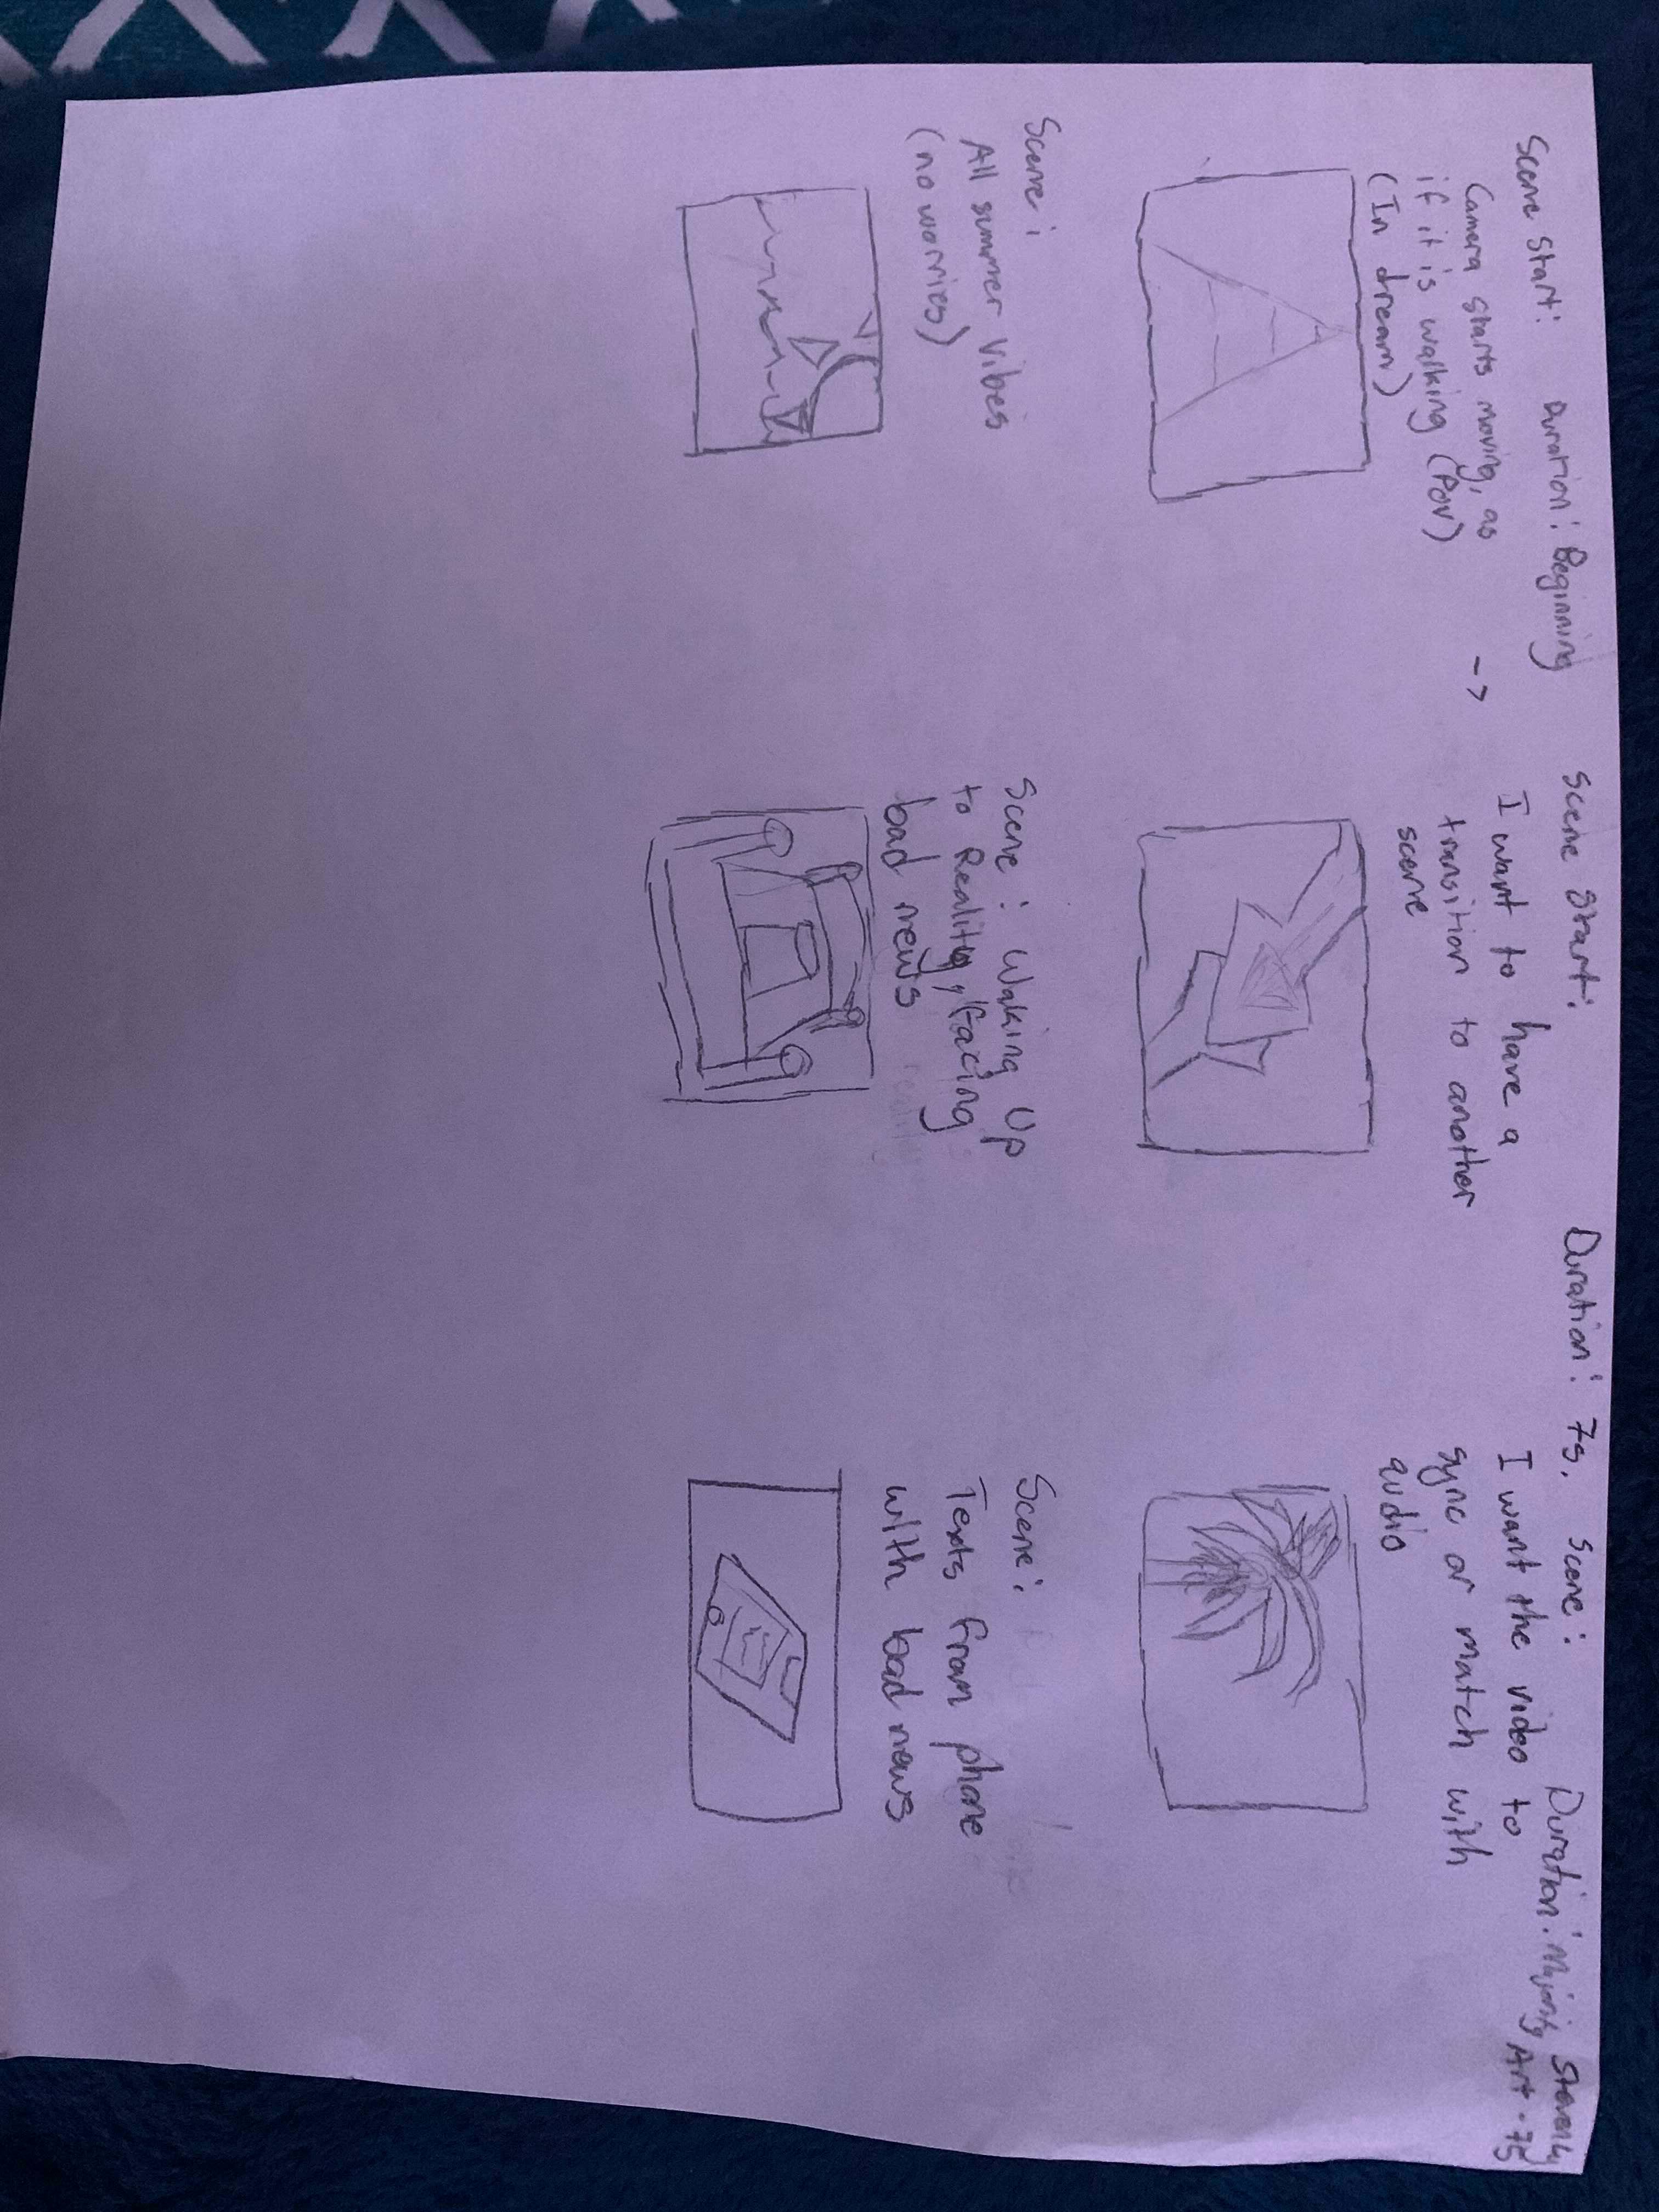 Steven L
Art - 75
Scene Start: Duration: Beginning
Camera starts moving, as
if it is walking (POV)
(In dream)
->
Scene Start: Duration: 7s.
I want to have a
transition to another
scene
Scene: Duration: Majority
I want the video to
sync or match with
audio
Scene:
All summer vibes
(no worries)
Scene: Waking Up
to Reality, facing
bad news
Scene:
Texts from phone
with bad news